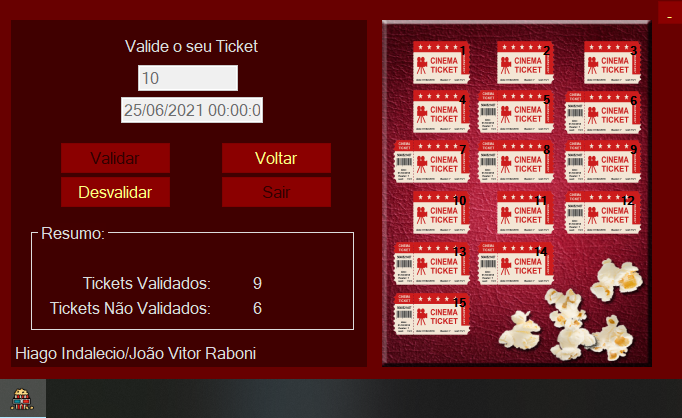 Valide o seu Ticket
10
25/06/2021 00:00:0
Validar
Voltar
Desvalidar
Sair
Resumo:
Tickets Validados: 9
Tickets Não Validados: 6
Hiago Indalecio/João Vitor Raboni
1 2 3
CINEMA TICKET CINEMA TICKET CINEMA TICKET
4 5 6
CINEMA TICKET CINEMA TICKET CINEMA TICKET
7 8 9
CINEMA TICKET CINEMA TICKET CINEMA TICKET
10 11 12
CINEMA TICKET CINEMA TICKET CINEMA TICKET
13 14
CINEMA TICKET CINEMA TICKET
15
CINEMA TICKET